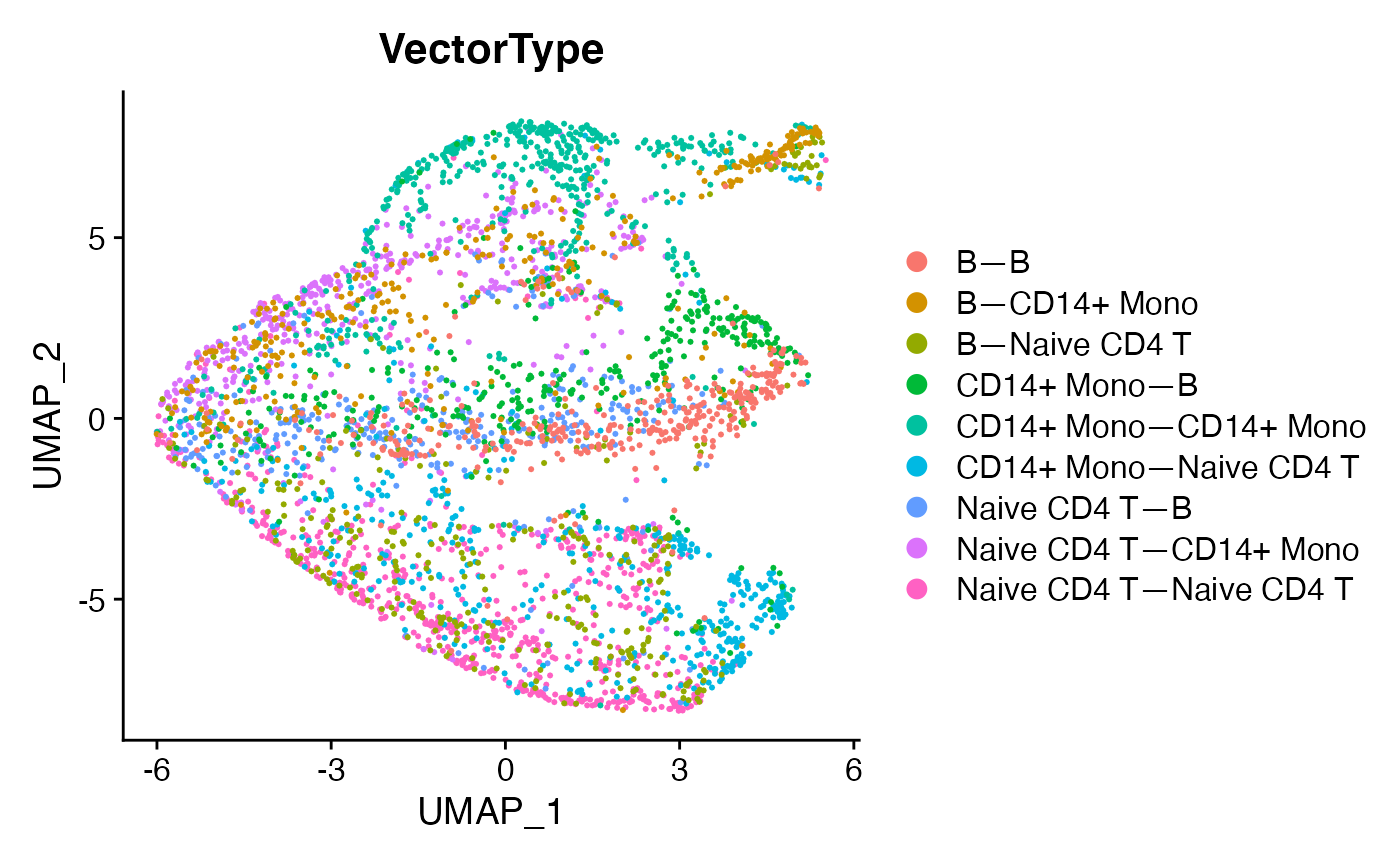 VectorType
UMAP_2
5
0
-5
-6
-3
0
3
6
UMAP_1
B—B
B—CD14+ Mono
B—Naive CD4 T
CD14+ Mono—B
CD14+ Mono—CD14+ Mono
CD14+ Mono—Naive CD4 T
Naive CD4 T—B
Naive CD4 T—CD14+ Mono
Naive CD4 T—Naive CD4 T